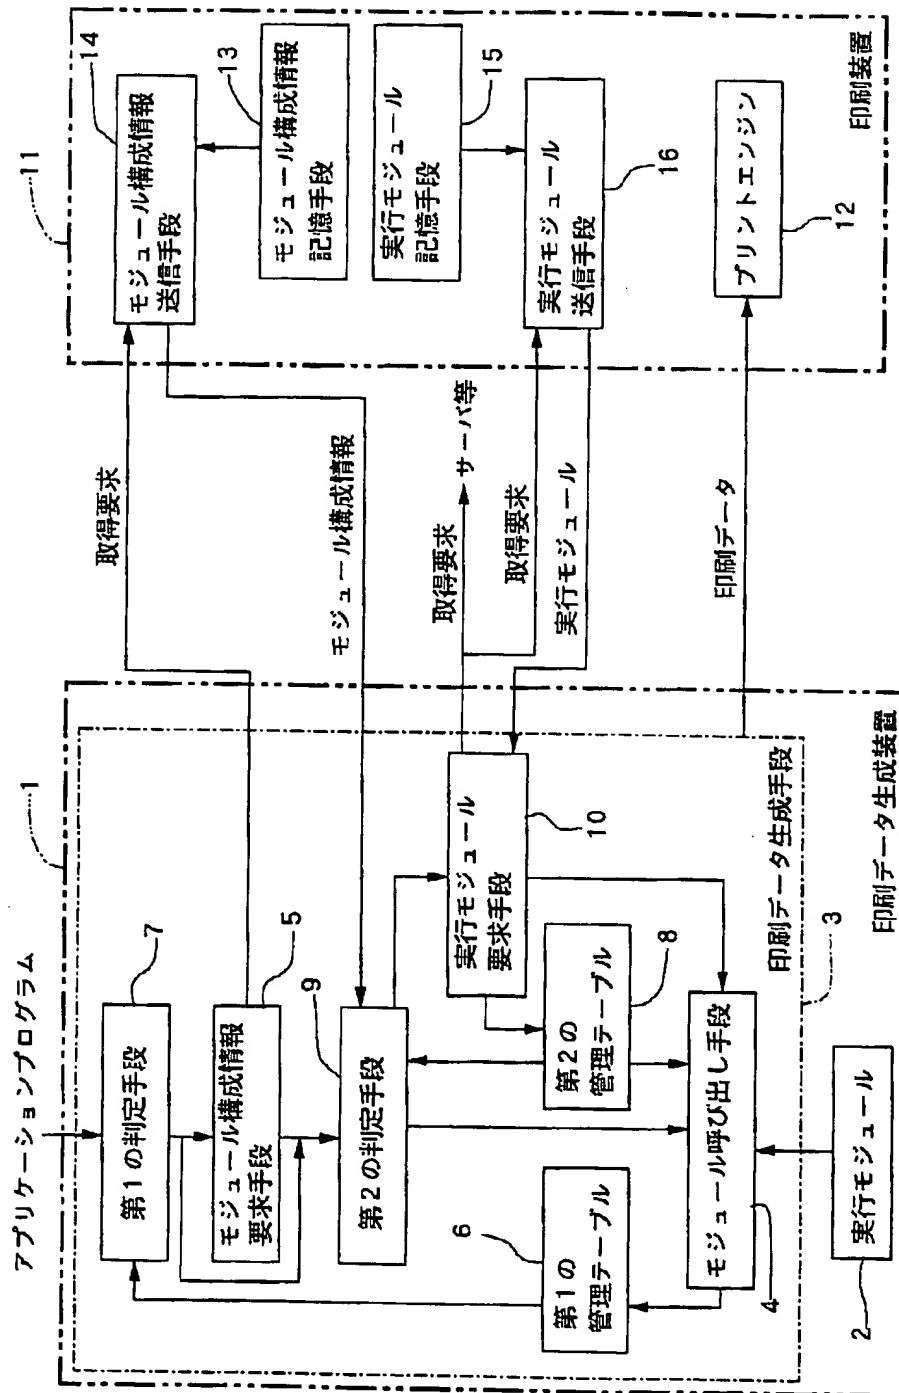 アプリケーションプログラム
1
7
第1の判定手段
5
モジュール構成情報
要求手段
9
第2の判定手段
6
第1の
管理テーブル
8
第2の
管理テーブル
10
実行モジュール
要求手段
モジュール呼び出し手段
4
実行モジュール
2
印刷データ生成手段
3
印刷データ生成装置
取得要求
モジュール構成情報
取得要求
サーバ等
取得要求
実行モジュール
印刷データ
11
14
モジュール構成情報
送信手段
13
モジュール構成情報
記憶手段
実行モジュール
記憶手段
15
実行モジュール
送信手段
16
プリントエンジン
12
印刷装置